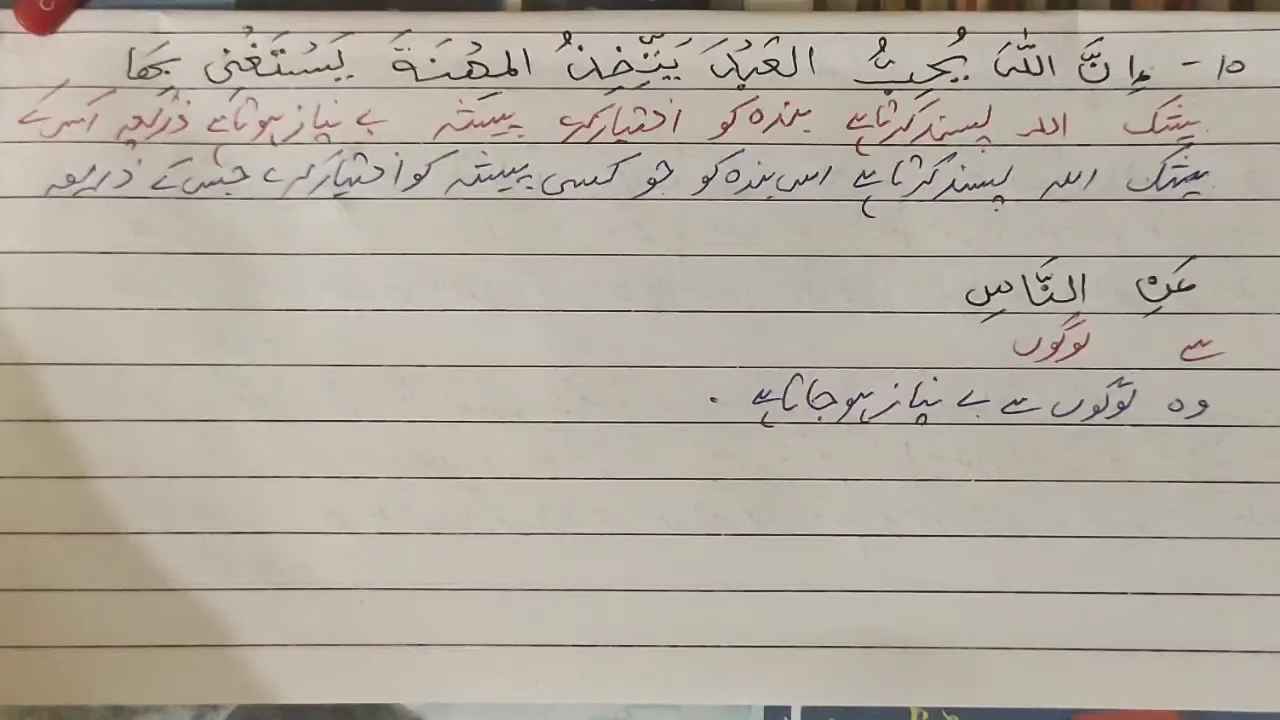 ۱۵- إِنَّ اللّٰهَ يُحِبُّ الْعَبْدَ يَتَّخِذُ الْمِهْنَةَ يَسْتَغْنِي بِهَا
بیشک اللہ پسند کرتا ہے بندہ کو اختیار کرے پیشہ بے نیاز ہوتا ہے ذریعہ اس کے
بیشک اللہ پسند کرتا ہے اس بندہ کو جو کسی پیشہ کو اختیار کرے جس کے ذریعہ
عَنِ النَّاسِ
سے لوگوں
وہ لوگوں سے بے نیاز ہو جاتا ہے ۔